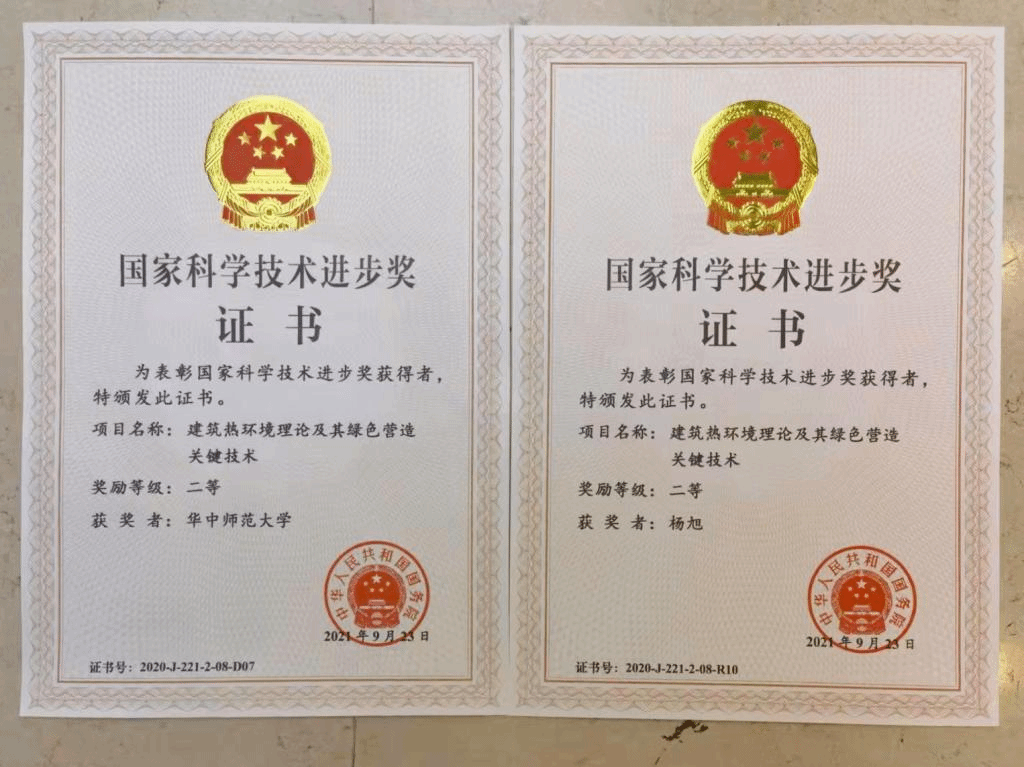 国家科学技术进步奖
证书
为表彰国家科学技术进步奖获得者，
特颁发此证书。
项目名称：建筑热环境理论及其绿色营造
关键技术
奖励等级：二等
获奖者：华中师范大学
中华人民共和国国务院
2021年9月23日
证书号：2020-J-221-2-08-D07
国家科学技术进步奖
证书
为表彰国家科学技术进步奖获得者，
特颁发此证书。
项目名称：建筑热环境理论及其绿色营造
关键技术
奖励等级：二等
获奖者：杨旭
中华人民共和国国务院
2021年9月23日
证书号：2020-J-221-2-08-R10